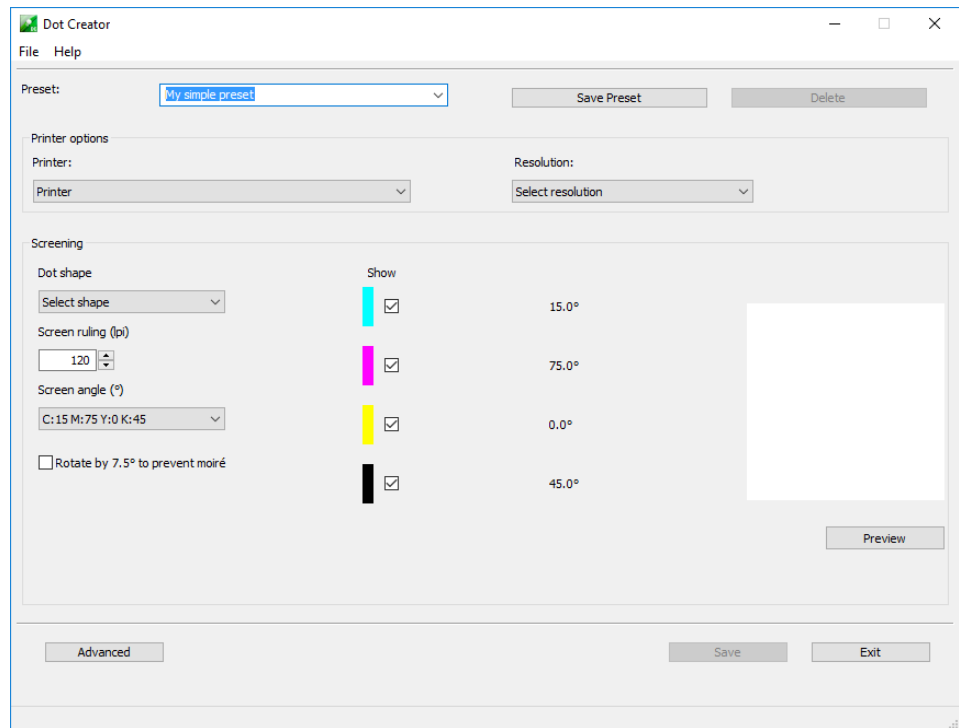 Dot Creator
File Help
Preset: My simple preset Save Preset Delete
Printer options
Printer: Resolution:
Printer Select resolution
Screening
Dot shape Show
Select shape 15.0°
Screen ruling (lpi)
120 75.0°
Screen angle (°)
C:15 M:75 Y:0 K:45 0.0°
Rotate by 7.5° to prevent moiré
45.0°
Preview
Advanced Save Exit